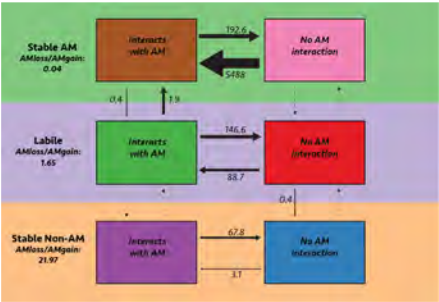 Stable AM
AMloss/AMgain:
0.04
Interacts
with AM
192.6
5488
No AM
interaction
0.4
1.9
Labile
AMloss/AMgain:
1.65
Interacts
with AM
146.6
88.7
No AM
interaction
0.4
Stable Non-AM
AMloss/AMgain:
21.97
Interacts
with AM
67.8
3.1
No AM
interaction